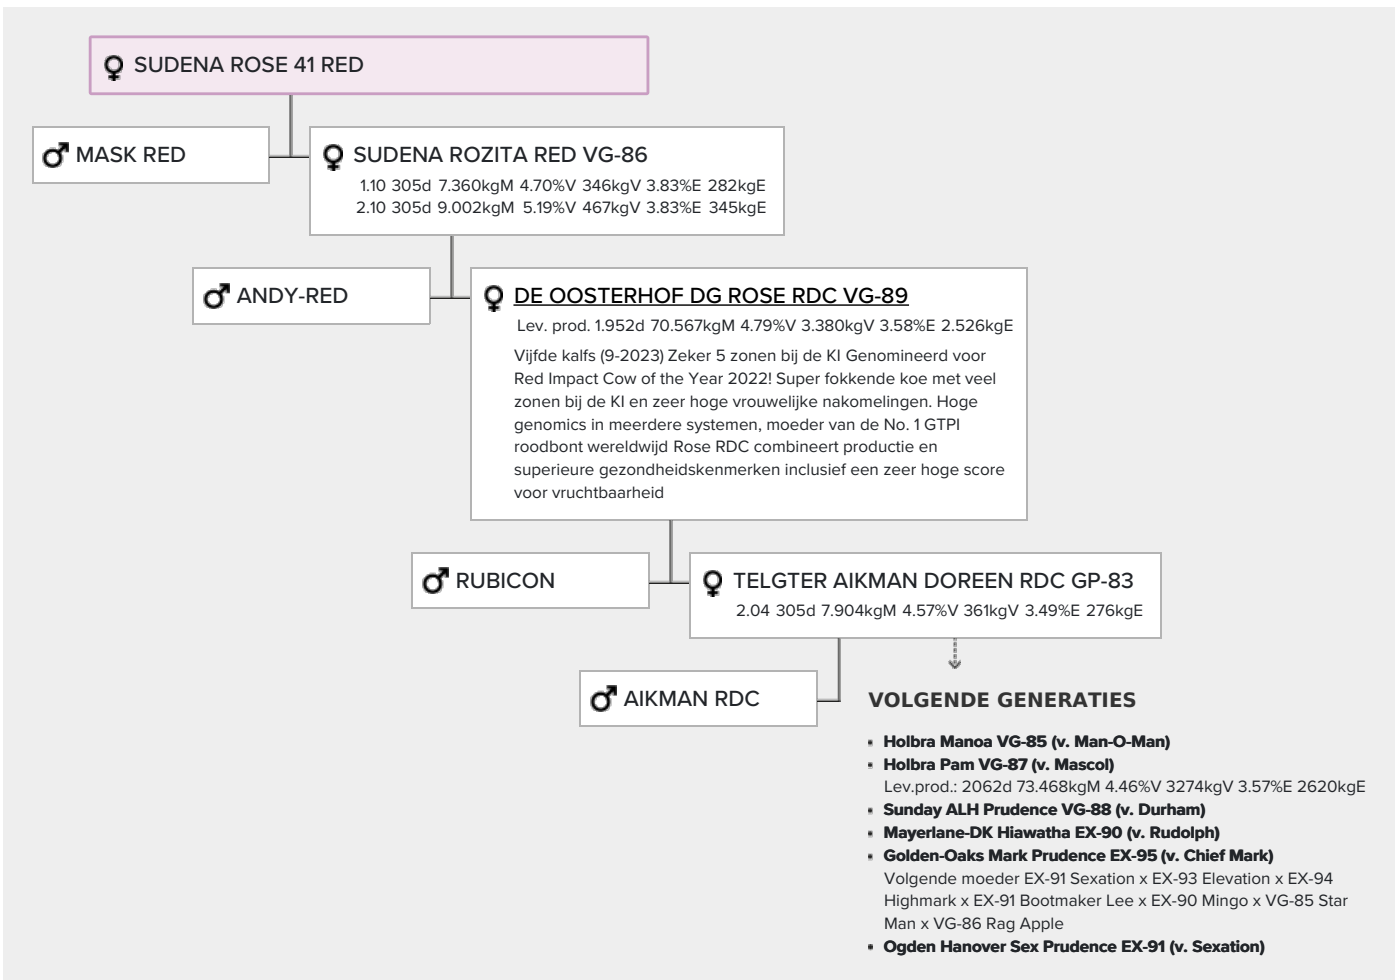 SUDENA ROSE 41 RED
MASK RED
SUDENA ROZITA RED VG-86
1.10 305d 7.360kgM 4.70%V 346kgV 3.83%E 282kgE
2.10 305d 9.002kgM 5.19%V 467kgV 3.83%E 345kgE
ANDY-RED
DE OOSTERHOF DG ROSE RDC VG-89
Lev. prod. 1.952d 70.567kgM 4.79%V 3.380kgV 3.58%E 2.526kgE
Vijfde kalfs (9-2023) Zeker 5 zonen bij de KI Genomineerd voor
Red Impact Cow of the Year 2022! Super fokkende koe met veel
zonen bij de KI en zeer hoge vrouwelijke nakomelingen. Hoge
genomics in meerdere systemen, moeder van de No. 1 GTPI
roodbont wereldwijd Rose RDC combineert productie en
superieure gezondheidskenmerken inclusief een zeer hoge score
voor vruchtbaarheid
RUBICON
TELGTER AIKMAN DOREEN RDC GP-83
2.04 305d 7.904kgM 4.57%V 361kgV 3.49%E 276kgE
AIKMAN RDC
VOLGENDE GENERATIES
Holbra Manoa VG-85 (v. Man-O-Man)
Holbra Pam VG-87 (v. Mascol)
Lev.prod.: 2062d 73.468kgM 4.46%V 3274kgV 3.57%E 2620kgE
Sunday ALH Prudence VG-88 (v. Durham)
Mayerlane-DK Hiawatha EX-90 (v. Rudolph)
Golden-Oaks Mark Prudence EX-95 (v. Chief Mark)
Volgende moeder EX-91 Sexation x EX-93 Elevation x EX-94
Highmark x EX-91 Bootmaker Lee x EX-90 Mingo x VG-85 Star
Man x VG-86 Rag Apple
Ogden Hanover Sex Prudence EX-91 (v. Sexation)